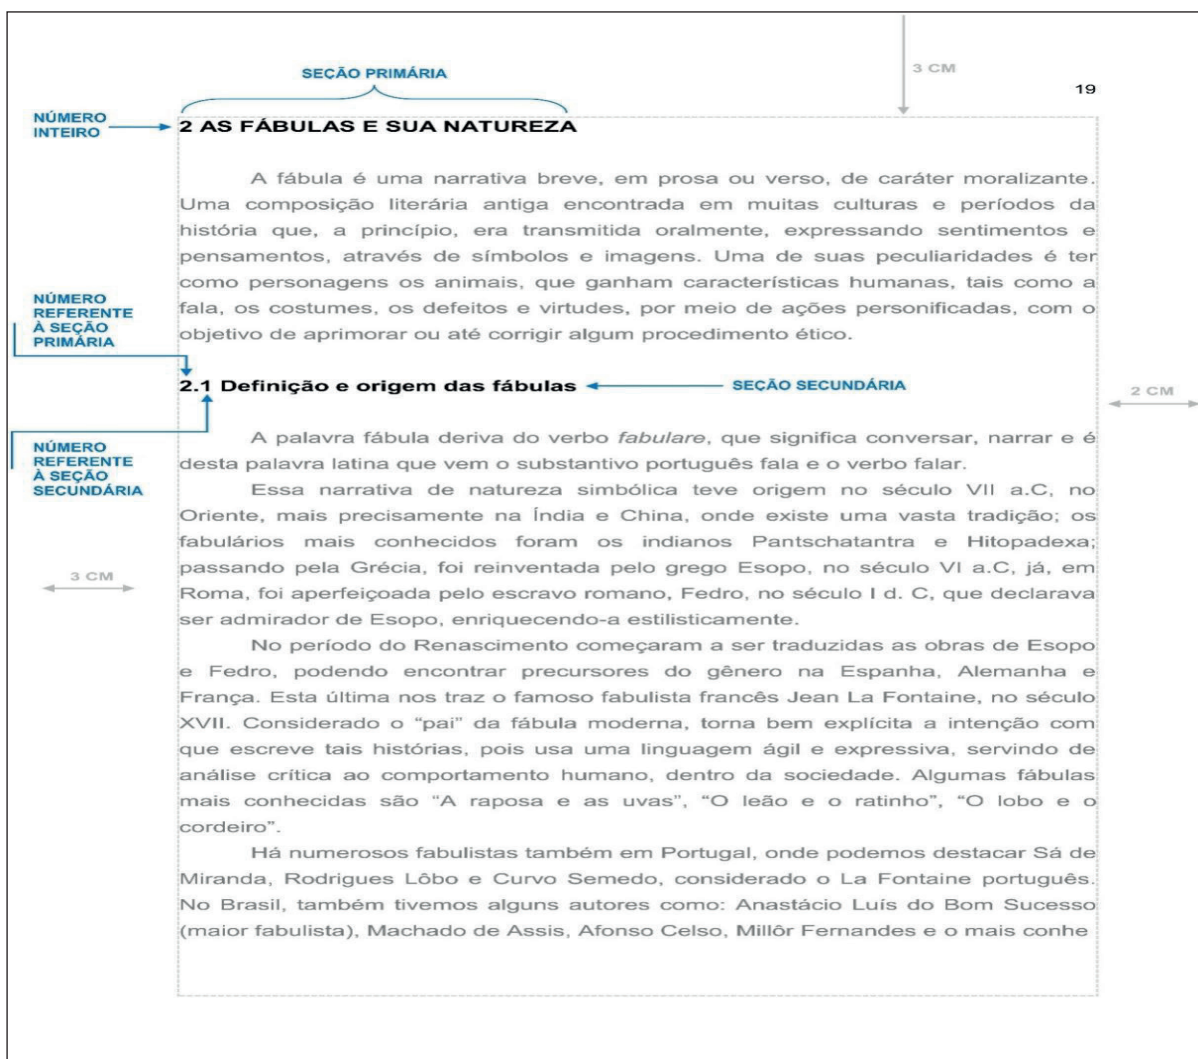 SEÇÃO PRIMÁRIA
3 CM
19
NÚMERO
INTEIRO
2 AS FÁBULAS E SUA NATUREZA
A fábula é uma narrativa breve, em prosa ou verso, de caráter moralizante.
Uma composição literária antiga encontrada em muitas culturas e períodos da
história que, a princípio, era transmitida oralmente, expressando sentimentos e
pensamentos, através de símbolos e imagens. Uma de suas peculiaridades é ter
como personagens os animais, que ganham características humanas, tais como a
fala, os costumes, os defeitos e virtudes, por meio de ações personificadas, com o
objetivo de aprimorar ou até corrigir algum procedimento ético.
NÚMERO
REFERENTE
À SEÇÃO
PRIMÁRIA
2.1 Definição e origem das fábulas
SEÇÃO SECUNDÁRIA
2 CM
NÚMERO
REFERENTE
À SEÇÃO
SECUNDÁRIA
A palavra fábula deriva do verbo fabulare, que significa conversar, narrar e é
desta palavra latina que vem o substantivo português fala e o verbo falar.
Essa narrativa de natureza simbólica teve origem no século VII a.C, no
Oriente, mais precisamente na Índia e China, onde existe uma vasta tradição; os
fabulários mais conhecidos foram os indianos Pantschatantra e Hitopadexa;
passando pela Grécia, foi reinventada pelo grego Esopo, no século VI a.C, já, em
Roma, foi aperfeiçoada pelo escravo romano, Fedro, no século I d. C, que declarava
ser admirador de Esopo, enriquecendo-a estilisticamente.
3 CM
No período do Renascimento começaram a ser traduzidas as obras de Esopo
e Fedro, podendo encontrar precursores do gênero na Espanha, Alemanha e
França. Esta última nos traz o famoso fabulista francês Jean La Fontaine, no século
XVII. Considerado o “pai” da fábula moderna, torna bem explícita a intenção com
que escreve tais histórias, pois usa uma linguagem ágil e expressiva, servindo de
análise crítica ao comportamento humano, dentro da sociedade. Algumas fábulas
mais conhecidas são “A raposa e as uvas”, “O leão e o ratinho”, “O lobo e o
cordeiro”.
Há numerosos fabulistas também em Portugal, onde podemos destacar Sá de
Miranda, Rodrigues Lôbo e Curvo Semedo, considerado o La Fontaine português.
No Brasil, também tivemos alguns autores como: Anastácio Luís do Bom Sucesso
(maior fabulista), Machado de Assis, Afonso Celso, Millôr Fernandes e o mais conhe